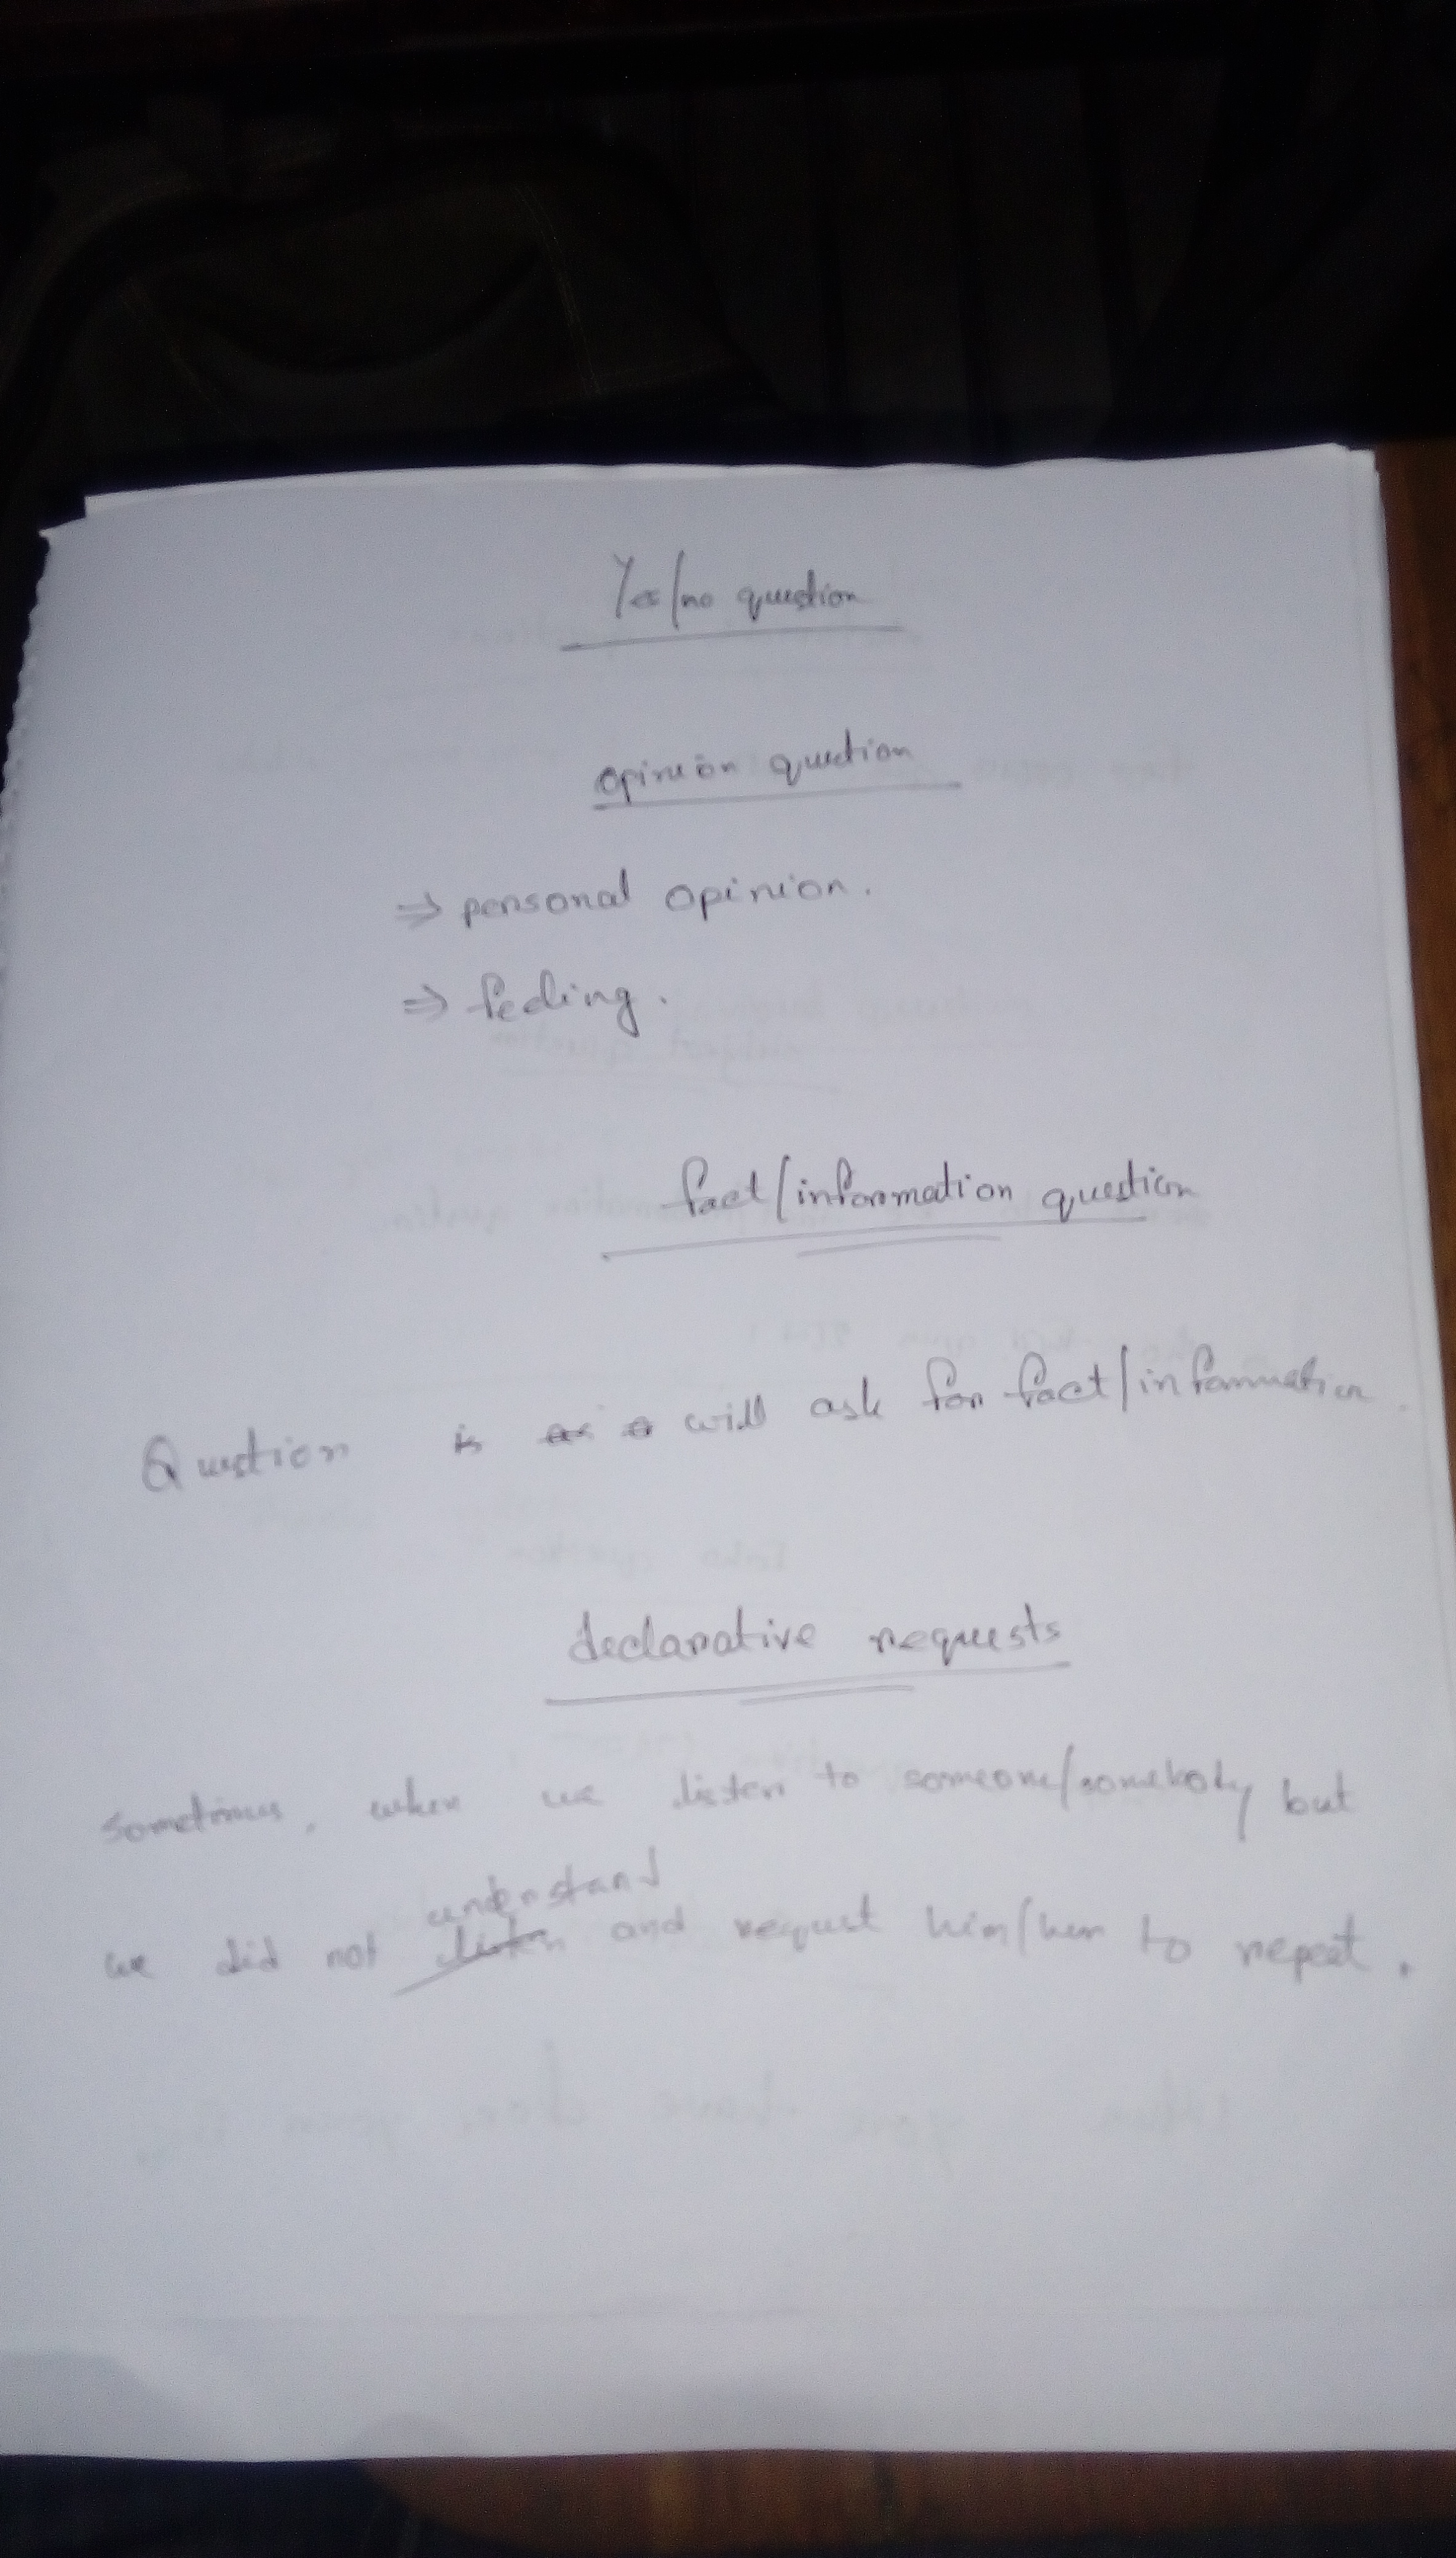 Yes/no question
opinion question
⇒ personal opinion.
⇒ feeling.
fact/information question
Question is as a will ask for fact/information.
declarative requests
sometimes, when we listen to someone/somebody but
understand
we did not listen and request him/her to repeat.